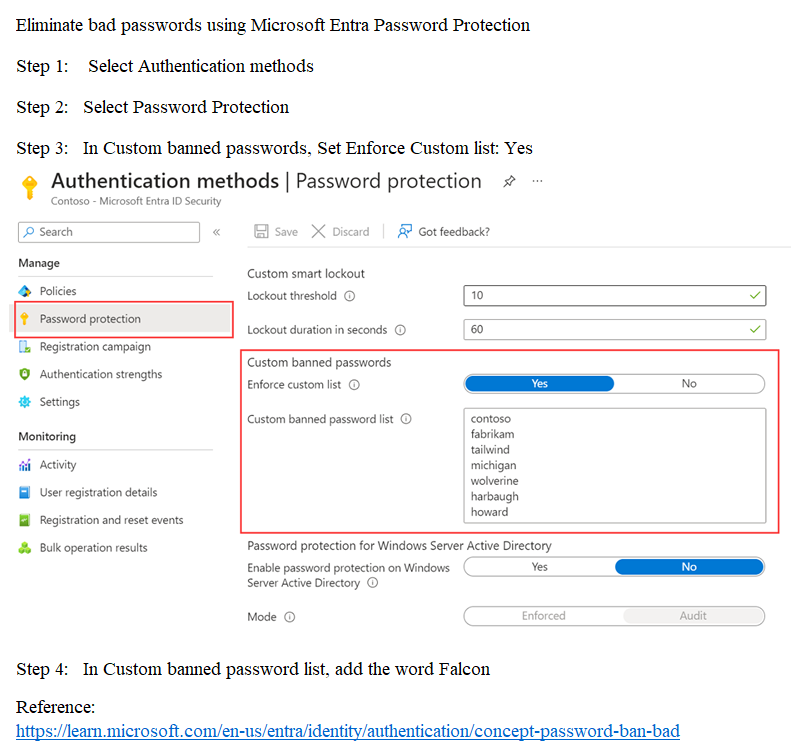 Eliminate bad passwords using Microsoft Entra Password Protection
Step 1: Select Authentication methods
Step 2: Select Password Protection
Step 3: In Custom banned passwords, Set Enforce Custom list: Yes
Authentication methods | Password protection
Contoso - Microsoft Entra ID Security
Search
Save Discard Got feedback?
Manage
Policies
Password protection
Registration campaign
Authentication strengths
Settings
Monitoring
Activity
User registration details
Registration and reset events
Bulk operation results
Custom smart lockout
Lockout threshold 10
Lockout duration in seconds 60
Custom banned passwords
Enforce custom list Yes No
Custom banned password list
contoso
fabrikam
tailwind
michigan
wolverine
harbaugh
howard
Password protection for Windows Server Active Directory
Enable password protection on Windows Yes No
Server Active Directory
Mode Enforced Audit
Step 4: In Custom banned password list, add the word Falcon
Reference:
https://learn.microsoft.com/en-us/entra/identity/authentication/concept-password-ban-bad